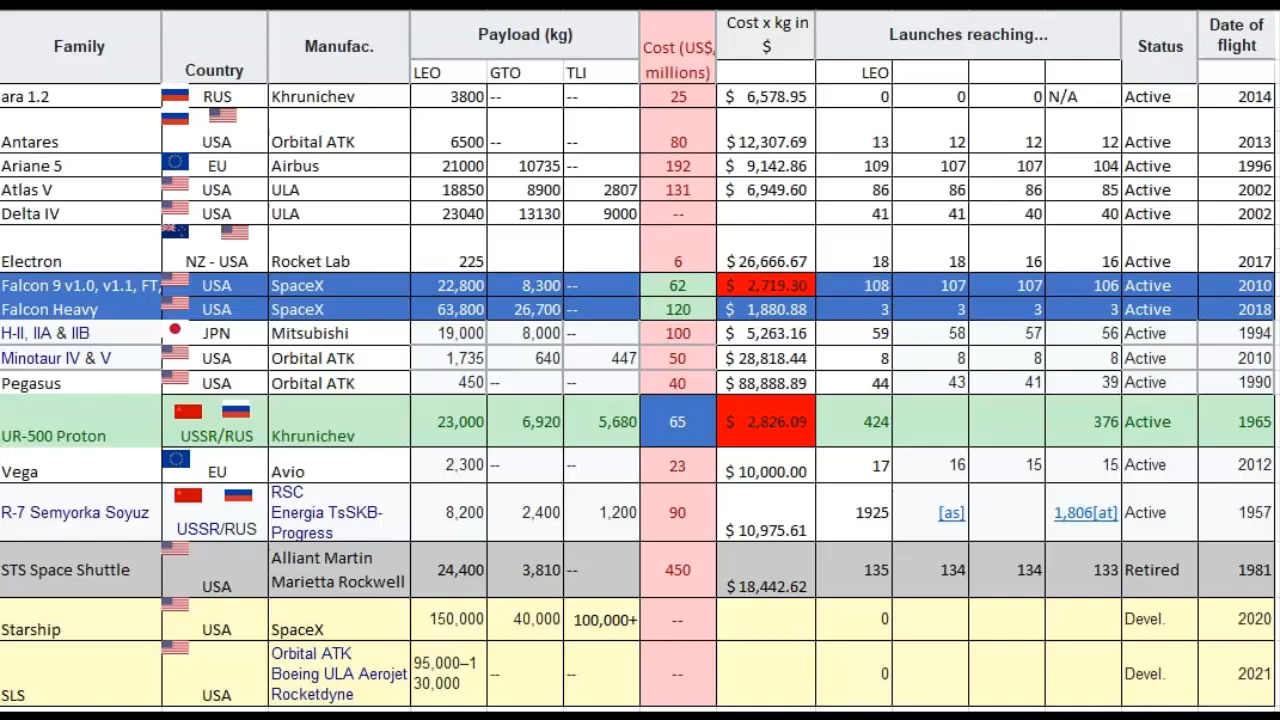 Family Country Manufac. Payload (kg) Cost (US$, millions) Cost x kg in $ Launches reaching... Status Date of flight
LEO GTO TLI LEO
ara 1.2 RUS Khrunichev 3800 -- -- 25 $ 6,578.95 0 0 0 N/A Active 2014
Antares USA Orbital ATK 6500 -- -- 80 $ 12,307.69 13 12 12 12 Active 2013
Ariane 5 EU Airbus 21000 10735 -- 192 $ 9,142.86 109 107 107 104 Active 1996
Atlas V USA ULA 18850 8900 2807 131 $ 6,949.60 86 86 86 85 Active 2002
Delta IV USA ULA 23040 13130 9000 -- 41 41 40 40 Active 2002
Electron NZ - USA Rocket Lab 225 6 $ 26,666.67 18 18 16 16 Active 2017
Falcon 9 v1.0, v1.1, FT, USA SpaceX 22,800 8,300 -- 62 $ 2,719.30 108 107 107 106 Active 2010
Falcon Heavy USA SpaceX 63,800 26,700 -- 120 $ 1,880.88 3 3 3 3 Active 2018
H-II, IIA & IIB JPN Mitsubishi 19,000 8,000 -- 100 $ 5,263.16 59 58 57 56 Active 1994
Minotaur IV & V USA Orbital ATK 1,735 640 447 50 $ 28,818.44 8 8 8 8 Active 2010
Pegasus USA Orbital ATK 450 -- -- 40 $ 88,888.89 44 43 41 39 Active 1990
UR-500 Proton USSR/RUS Khrunichev 23,000 6,920 5,680 65 $ 2,826.09 424 376 Active 1965
Vega EU Avio 2,300 -- -- 23 $ 10,000.00 17 16 15 15 Active 2012
R-7 Semyorka Soyuz USSR/RUS RSC Energia TsSKB-Progress 8,200 2,400 1,200 90 $ 10,975.61 1925 [as] 1,806[at] Active 1957
STS Space Shuttle USA Alliant Martin Marietta Rockwell 24,400 3,810 -- 450 $ 18,442.62 135 134 134 133 Retired 1981
Starship USA SpaceX 150,000 40,000 100,000+ -- 0 Devel. 2020
SLS USA Orbital ATK Boeing ULA Aerojet Rocketdyne 95,000–130,000 -- -- -- 0 Devel. 2021